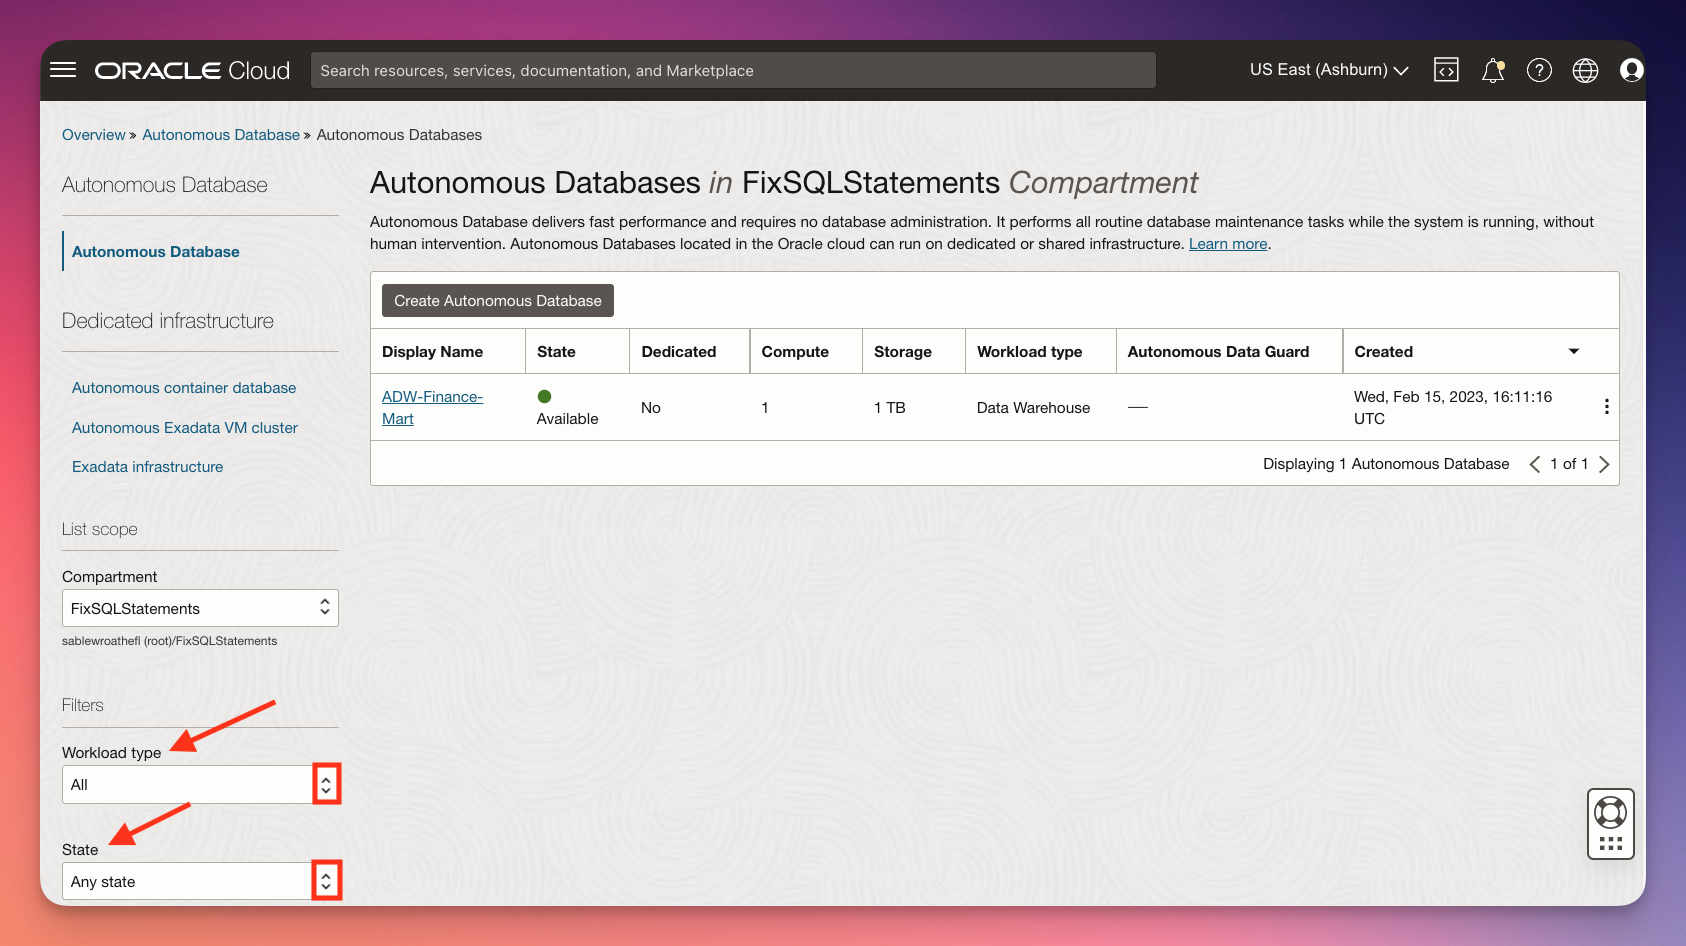 ORACLE Cloud
Search resources, services, documentation, and Marketplace
US East (Ashburn)
Overview » Autonomous Database » Autonomous Databases
Autonomous Database
Autonomous Database
Dedicated infrastructure
Autonomous container database
Autonomous Exadata VM cluster
Exadata infrastructure
List scope
Compartment
FixSQLStatements
sablewroathefl (root)/FixSQLStatements
Filters
Workload type
All
State
Any state
Autonomous Databases in FixSQLStatements Compartment
Autonomous Database delivers fast performance and requires no database administration. It performs all routine database maintenance tasks while the system is running, without
human intervention. Autonomous Databases located in the Oracle cloud can run on dedicated or shared infrastructure. Learn more.
Create Autonomous Database
Display Name State Dedicated Compute Storage Workload type Autonomous Data Guard Created
ADW-Finance-
Mart
Available
No
1
1 TB
Data Warehouse
—
Wed, Feb 15, 2023, 16:11:16
UTC
Displaying 1 Autonomous Database 1 of 1